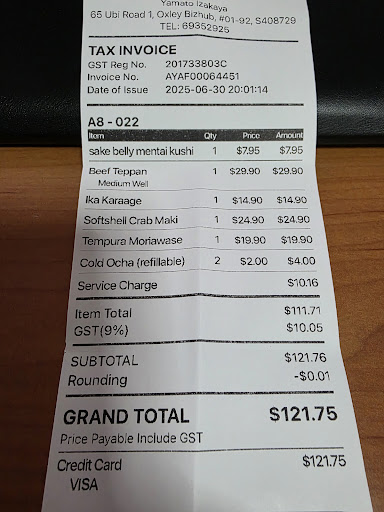 Yamato Izakaya
65 Ubi Road 1, Oxley Bizhub, #01-92, S408729
TEL: 69352925
TAX INVOICE
GST Reg No. 201733803C
Invoice No. AYAF00064451
Date of Issue 2025-06-30 20:01:14
A8 - 022
Item Qty Price Amount
sake belly mentai kushi 1 $7.95 $7.95
Beef Teppan 1 $29.90 $29.90
Medium Well
Ika Karaage 1 $14.90 $14.90
Softshell Crab Maki 1 $24.90 $24.90
Tempura Moriawase 1 $19.90 $19.90
Cold Ocha (refillable) 2 $2.00 $4.00
Service Charge $10.16
Item Total $111.71
GST(9%) $10.05
SUBTOTAL $121.76
Rounding -$0.01
GRAND TOTAL $121.75
Price Payable Include GST
Credit Card $121.75
VISA